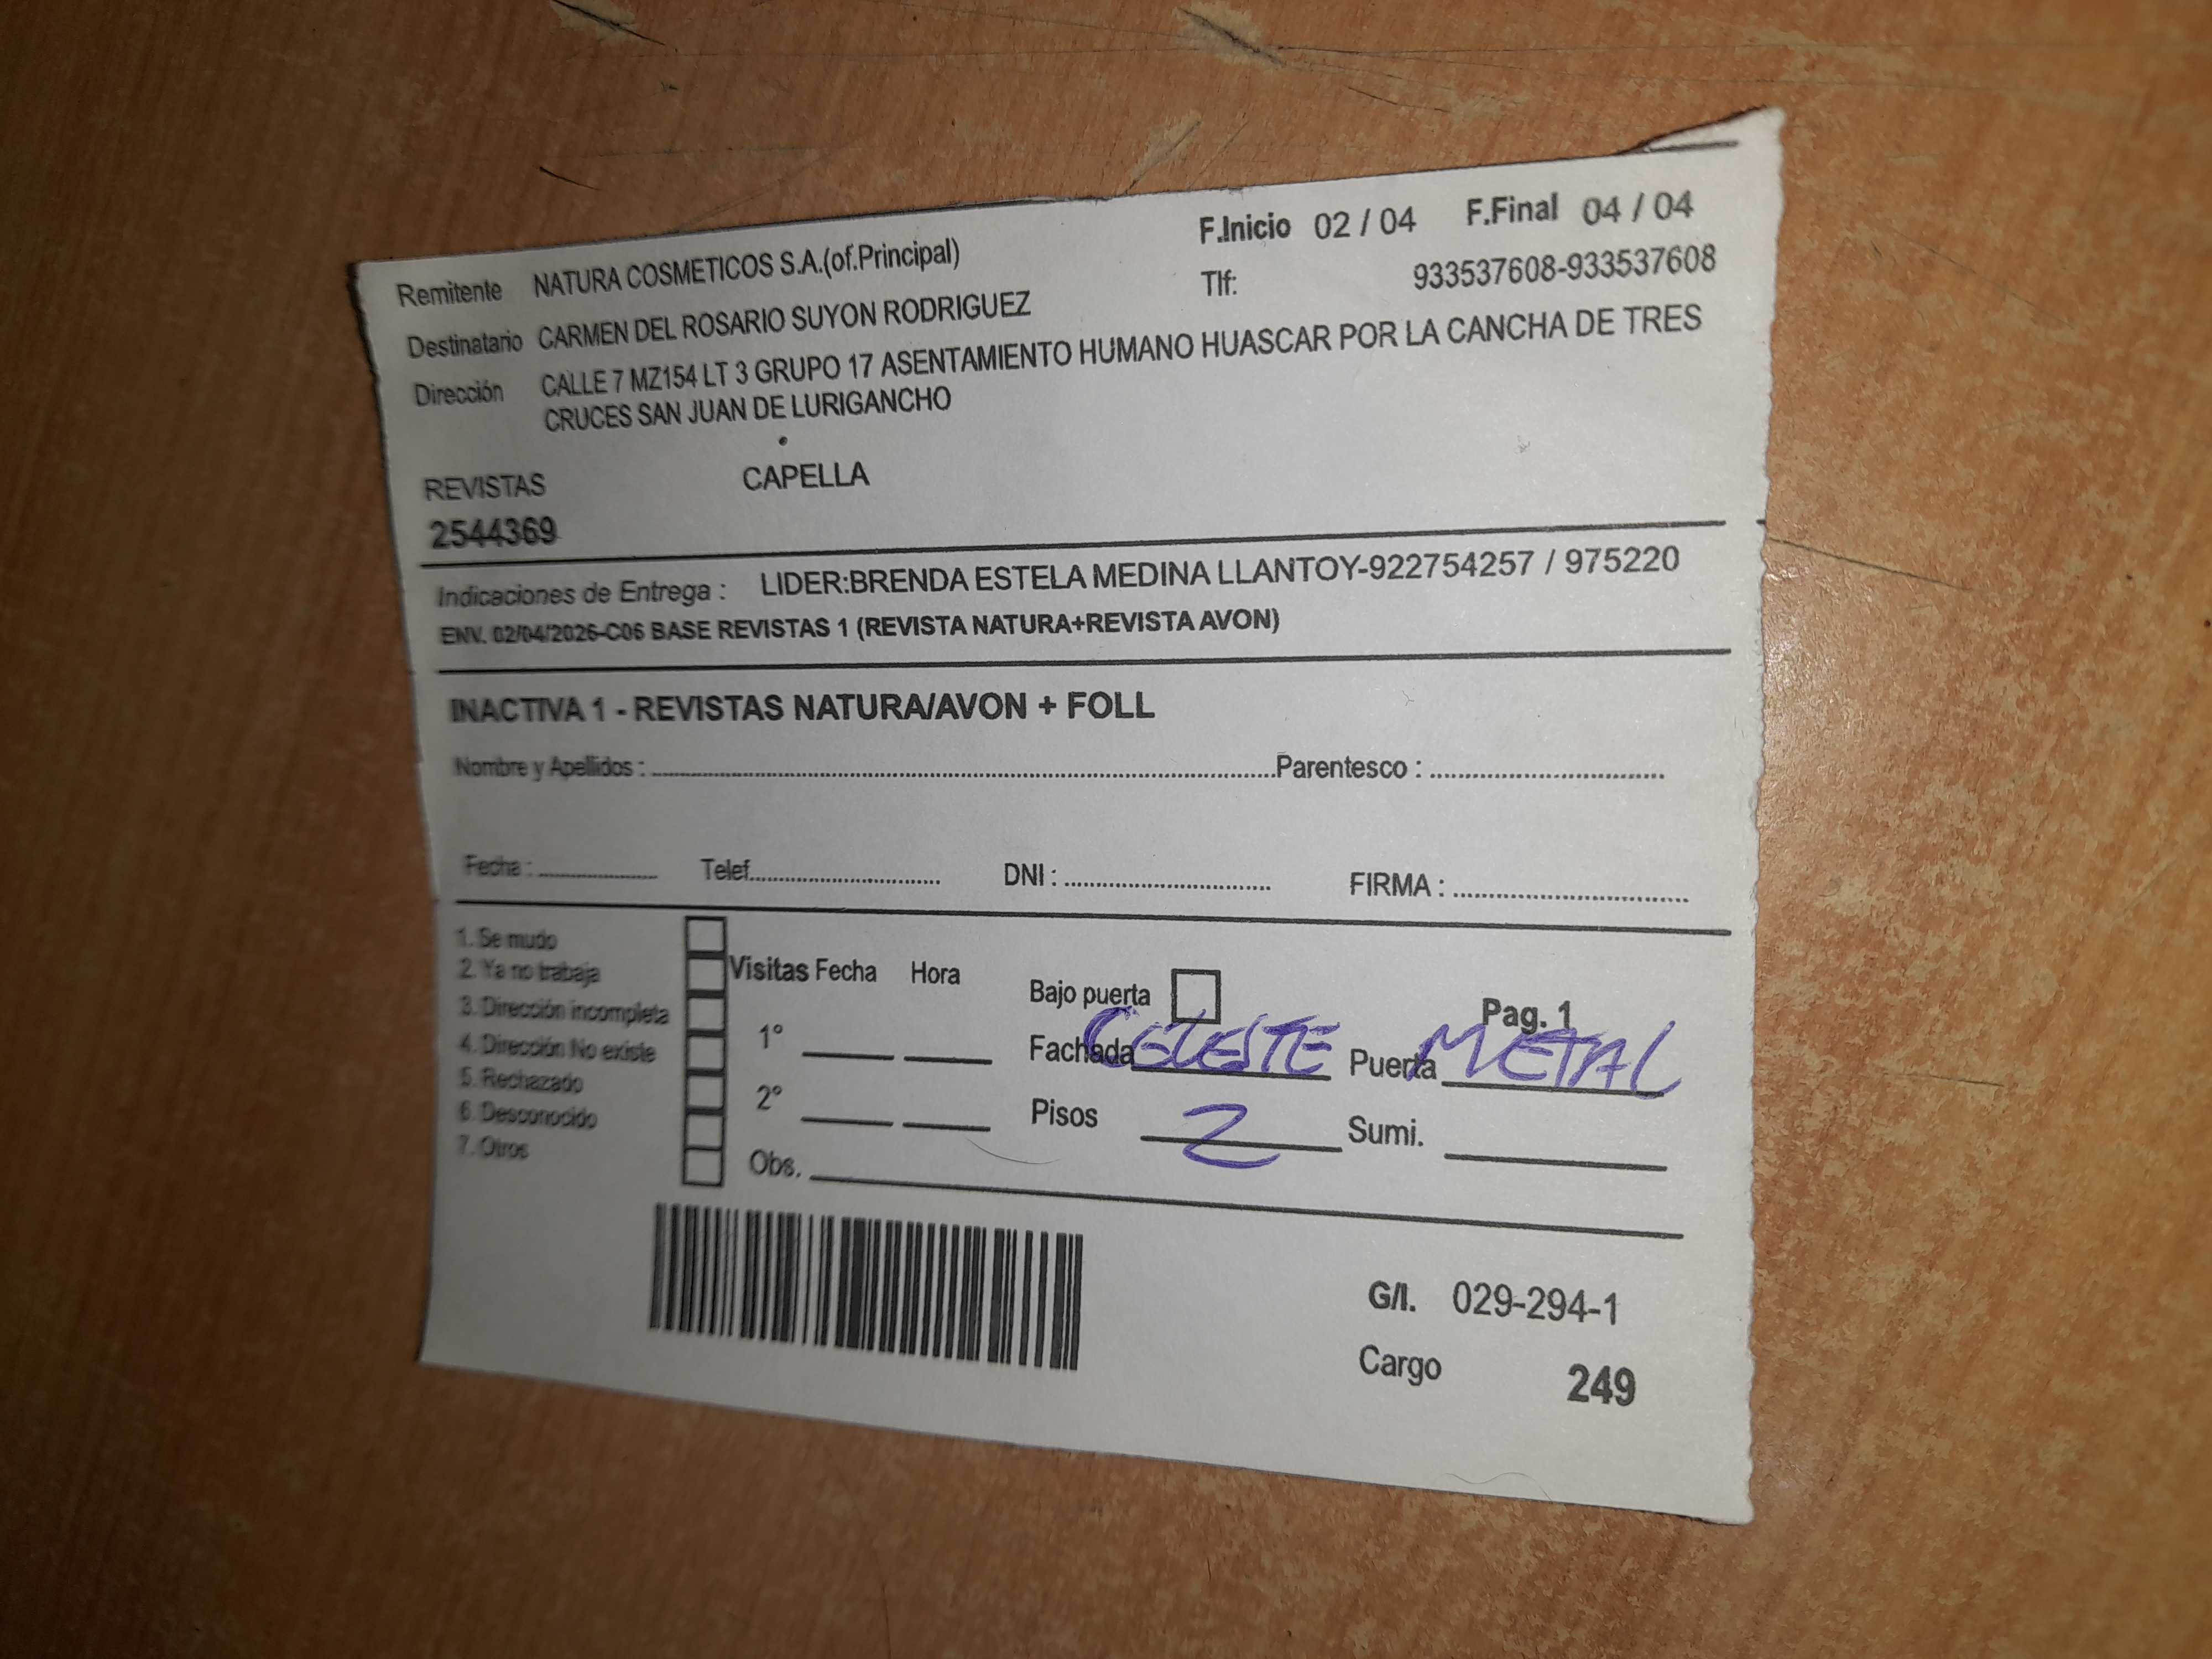 F.Inicio 02 / 04 F.Final 04 / 04
Remitente NATURA COSMETICOS S.A.(of.Principal) Tlf: 933537608-933537608
Destinatario CARMEN DEL ROSARIO SUYON RODRIGUEZ
Dirección CALLE 7 MZ154 LT 3 GRUPO 17 ASENTAMIENTO HUMANO HUASCAR POR LA CANCHA DE TRES
CRUCES SAN JUAN DE LURIGANCHO
REVISTAS CAPELLA
2544369
Indicaciones de Entrega : LIDER:BRENDA ESTELA MEDINA LLANTOY-922754257 / 975220
ENV. 02/04/2026-C06 BASE REVISTAS 1 (REVISTA NATURA+REVISTA AVON)
INACTIVA 1 - REVISTAS NATURA/AVON + FOLL
Nombre y Apellidos : Parentesco :
Fecha : Telef. DNI : FIRMA :
1. Se mudo
2. Ya no trabaja
3. Dirección incompleta
4. Dirección No existe
5. Rechazado
6. Desconocido
7. Otros
Visitas Fecha Hora
1°
2°
Obs.
Bajo puerta Pag. 1
Fachada CELESTE Puerta METAL
Pisos 2 Sumi.
G/I. 029-294-1
Cargo 249